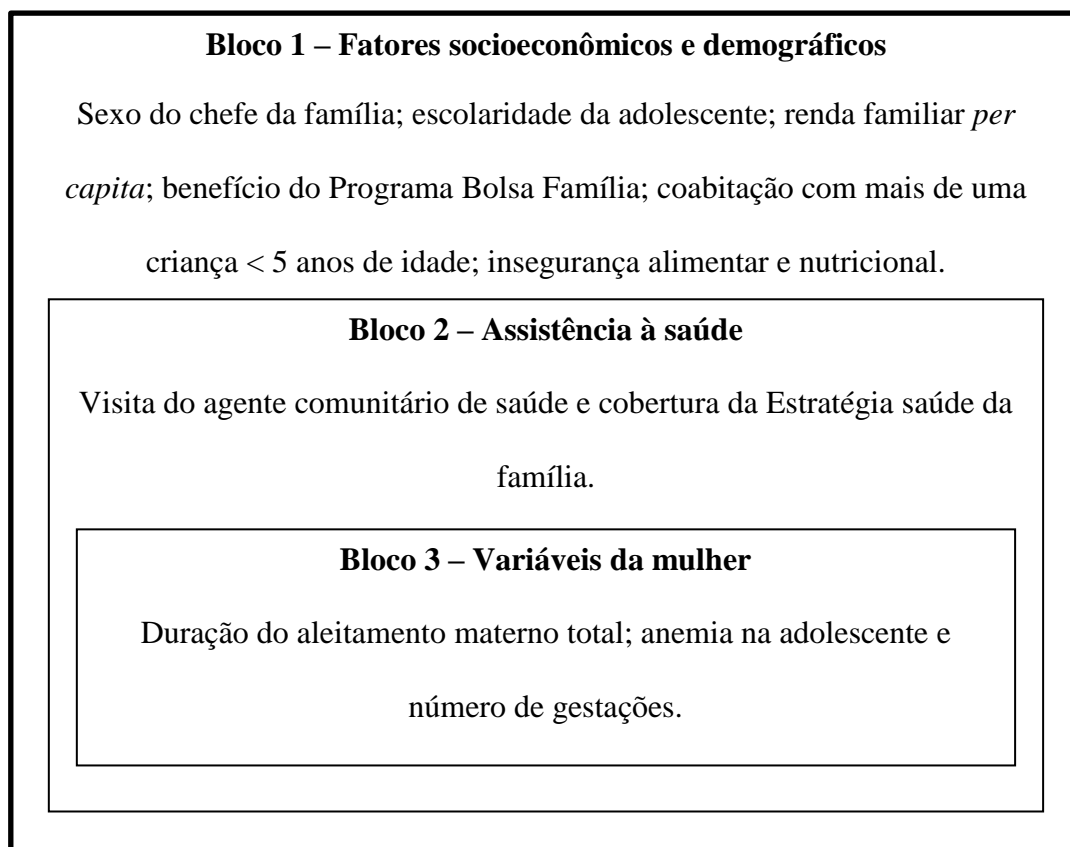 Bloco 1 – Fatores socioeconômicos e demográficos
Sexo do chefe da família; escolaridade da adolescente; renda familiar per
capita; benefício do Programa Bolsa Família; coabitação com mais de uma
criança < 5 anos de idade; insegurança alimentar e nutricional.
Bloco 2 – Assistência à saúde
Visita do agente comunitário de saúde e cobertura da Estratégia saúde da
família.
Bloco 3 – Variáveis da mulher
Duração do aleitamento materno total; anemia na adolescente e
número de gestações.